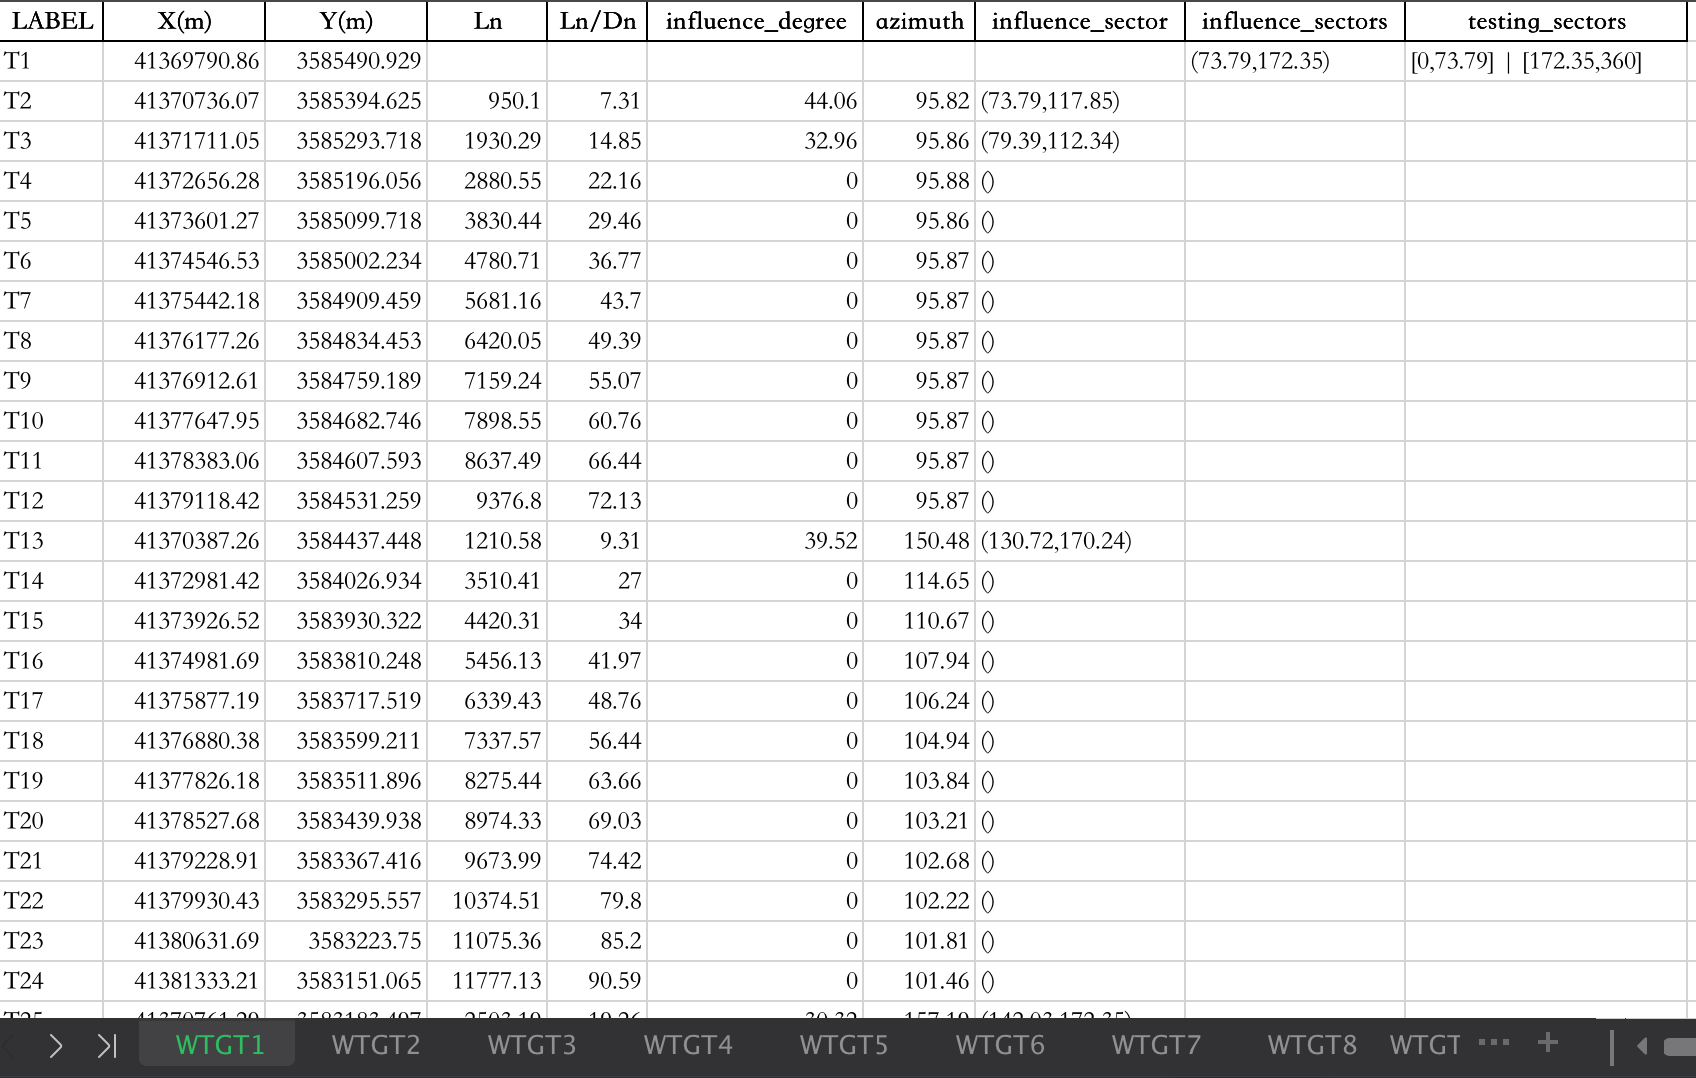 LABEL X(m) Y(m) Ln Ln/Dn influence_degree azimuth influence_sector influence_sectors testing_sectors
T1 41369790.86 3585490.929 (73.79,172.35) [0,73.79] | [172.35,360]
T2 41370736.07 3585394.625 950.1 7.31 44.06 95.82 (73.79,117.85)
T3 41371711.05 3585293.718 1930.29 14.85 32.96 95.86 (79.39,112.34)
T4 41372656.28 3585196.056 2880.55 22.16 0 95.88 ()
T5 41373601.27 3585099.718 3830.44 29.46 0 95.86 ()
T6 41374546.53 3585002.234 4780.71 36.77 0 95.87 ()
T7 41375442.18 3584909.459 5681.16 43.7 0 95.87 ()
T8 41376177.26 3584834.453 6420.05 49.39 0 95.87 ()
T9 41376912.61 3584759.189 7159.24 55.07 0 95.87 ()
T10 41377647.95 3584682.746 7898.55 60.76 0 95.87 ()
T11 41378383.06 3584607.593 8637.49 66.44 0 95.87 ()
T12 41379118.42 3584531.259 9376.8 72.13 0 95.87 ()
T13 41370387.26 3584437.448 1210.58 9.31 39.52 150.48 (130.72,170.24)
T14 41372981.42 3584026.934 3510.41 27 0 114.65 ()
T15 41373926.52 3583930.322 4420.31 34 0 110.67 ()
T16 41374981.69 3583810.248 5456.13 41.97 0 107.94 ()
T17 41375877.19 3583717.519 6339.43 48.76 0 106.24 ()
T18 41376880.38 3583599.211 7337.57 56.44 0 104.94 ()
T19 41377826.18 3583511.896 8275.44 63.66 0 103.84 ()
T20 41378527.68 3583439.938 8974.33 69.03 0 103.21 ()
T21 41379228.91 3583367.416 9673.99 74.42 0 102.68 ()
T22 41379930.43 3583295.557 10374.51 79.8 0 102.22 ()
T23 41380631.69 3583223.75 11075.36 85.2 0 101.81 ()
T24 41381333.21 3583151.065 11777.13 90.59 0 101.46 ()
WTGT1 WTGT2 WTGT3 WTGT4 WTGT5 WTGT6 WTGT7 WTGT8 WTGT